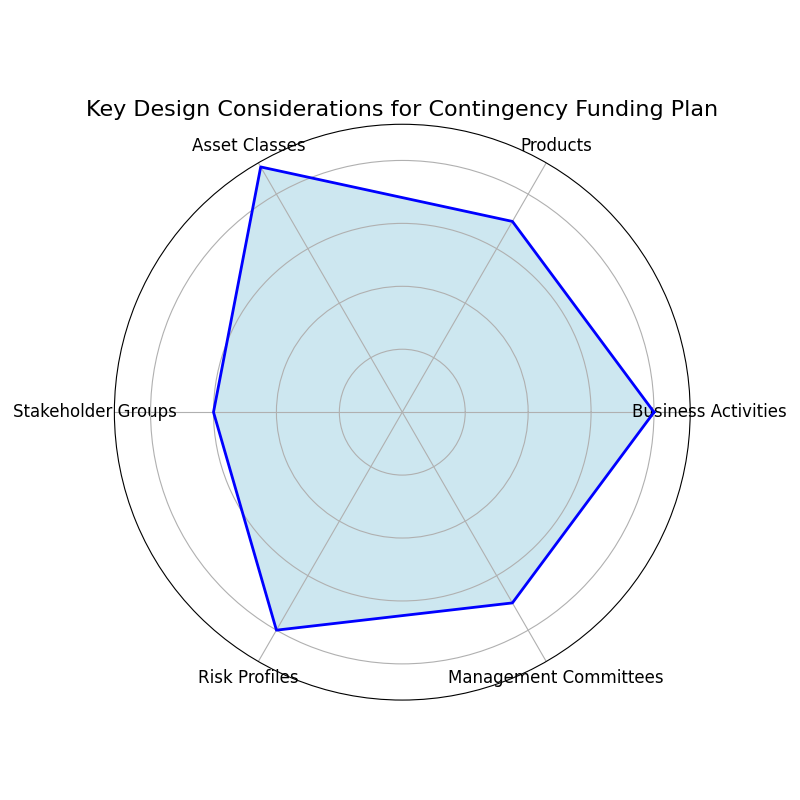 Key Design Considerations for Contingency Funding Plan
Asset Classes
Products
Stakeholder Groups
Business Activities
Risk Profiles
Management Committees